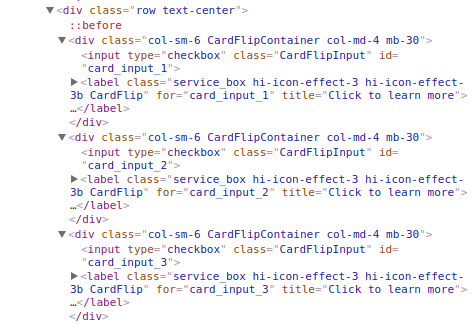 ▼<div class="row text-center">
::before
▼<div class="col-sm-6 CardFlipContainer col-md-4 mb-30">
<input type="checkbox" class="CardFlipInput" id=
"card_input_1">
▶<label class="service_box hi-icon-effect-3 hi-icon-effect-
3b CardFlip" for="card_input_1" title="Click to learn more">
…</label>
</div>
▼<div class="col-sm-6 CardFlipContainer col-md-4 mb-30">
<input type="checkbox" class="CardFlipInput" id=
"card_input_2">
▶<label class="service_box hi-icon-effect-3 hi-icon-effect-
3b CardFlip" for="card_input_2" title="Click to learn more">
…</label>
</div>
▼<div class="col-sm-6 CardFlipContainer col-md-4 mb-30">
<input type="checkbox" class="CardFlipInput" id=
"card_input_3">
▶<label class="service_box hi-icon-effect-3 hi-icon-effect-
3b CardFlip" for="card_input_3" title="Click to learn more">
…</label>
</div>